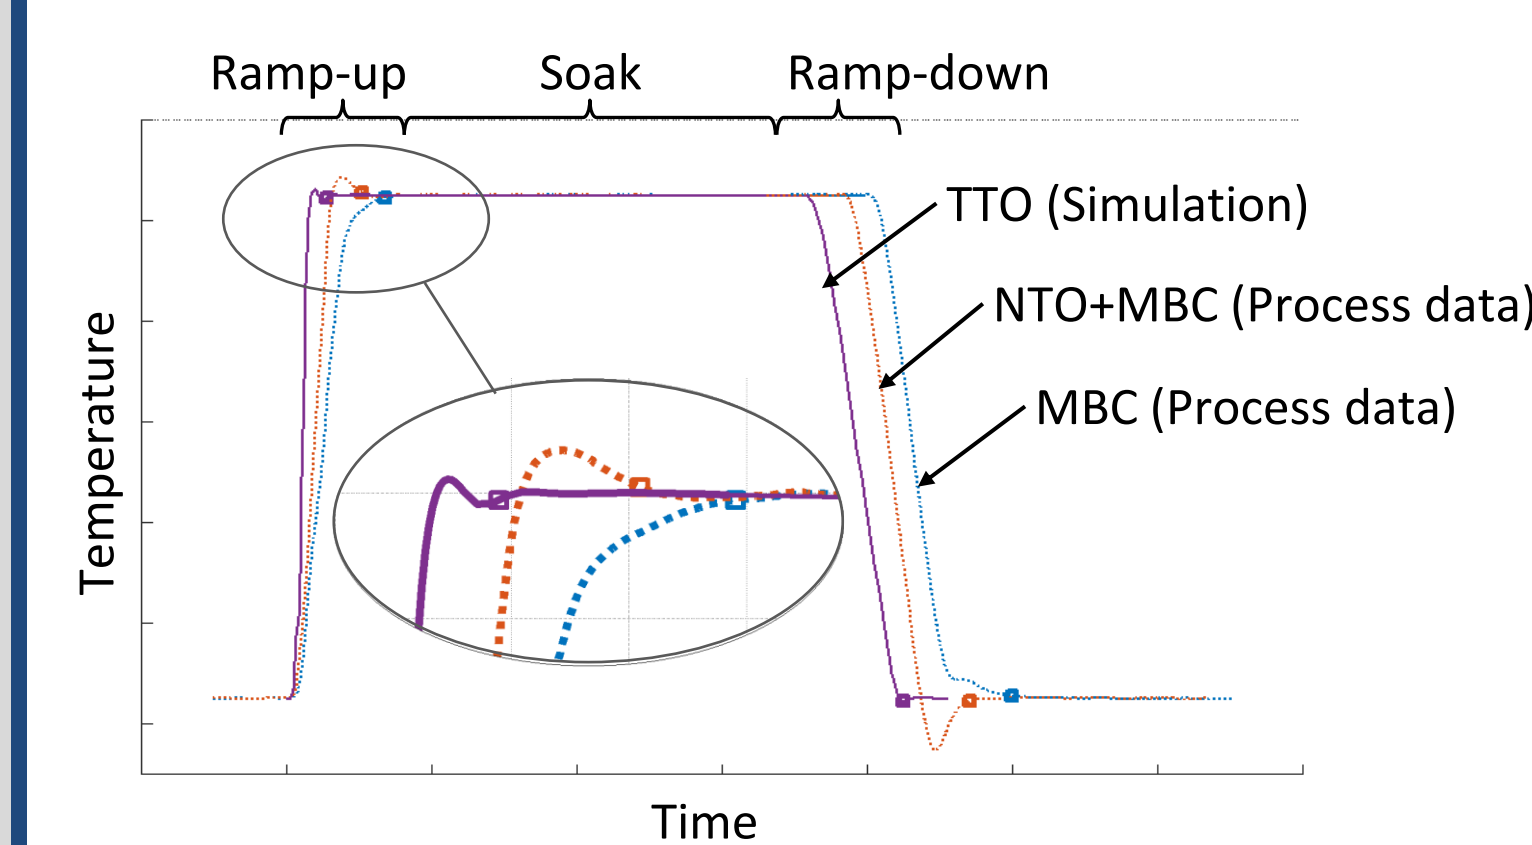 Ramp-up
Soak
Ramp-down
TTO (Simulation)
NTO+MBC (Process data)
MBC (Process data)
Temperature
Time